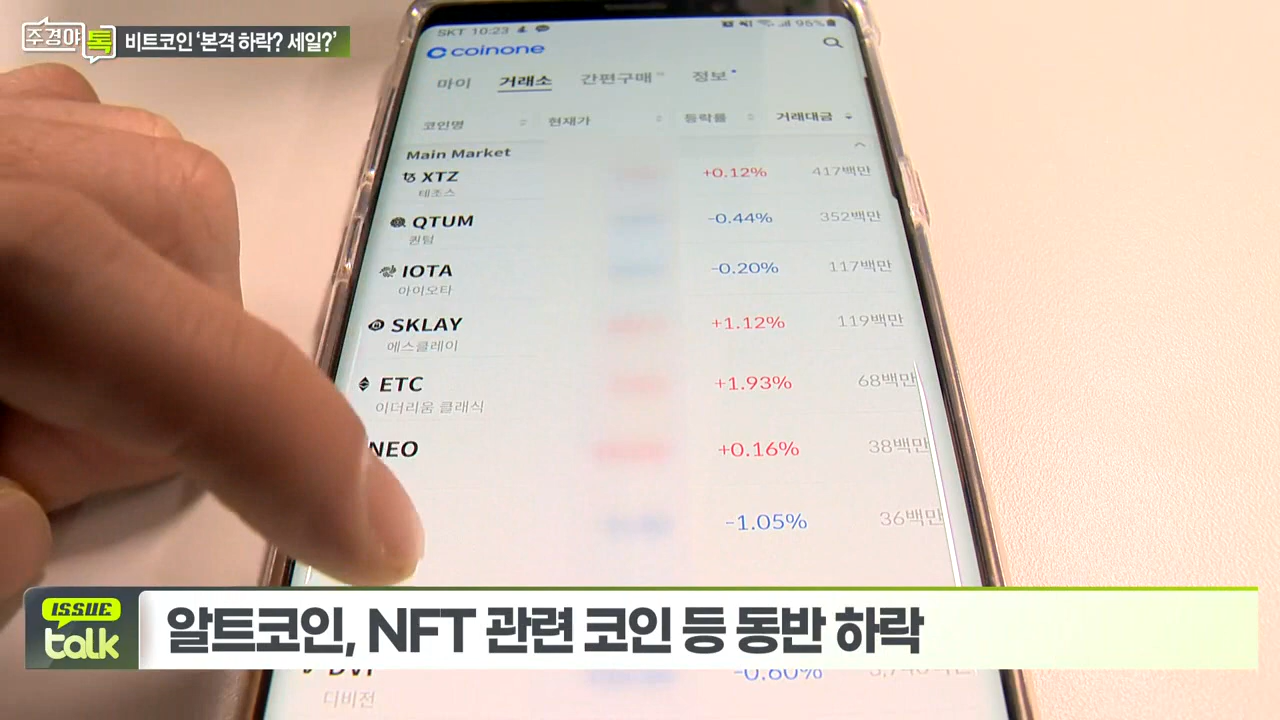 주경야톡 비트코인 ‘본격 하락? 세일?’
SKT 10:23 95%
coinone
마이 거래소 간편구매 정보
코인명 현재가 등락률 거래대금
Main Market
XTZ +0.12% 417백만
테조스
QTUM -0.44% 352백만
퀀텀
IOTA -0.20% 117백만
아이오타
SKLAY +1.12% 119백만
에스클레이
ETC +1.93% 68백만
이더리움 클래식
NEO +0.16% 38백만
-1.05% 36백만
ISSUE talk
알트코인, NFT 관련 코인 등 동반 하락
-0.60%
디비전